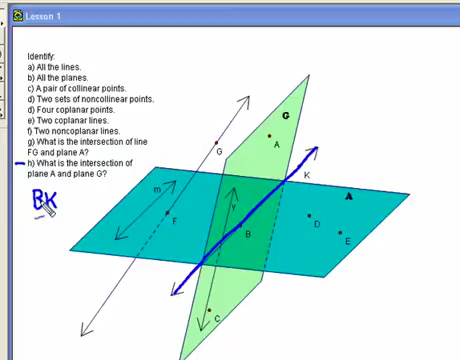 Lesson 1
Identify:
a) All the lines.
b) All the planes.
c) A pair of collinear points.
d) Two sets of noncollinear points.
d) Four coplanar points.
e) Two coplanar lines.
f) Two noncoplanar lines.
g) What is the intersection of line
FG and plane A?
h) What is the intersection of
plane A and plane G?
BK
G
A
G
K
m
A
y
F
B
D
E
C